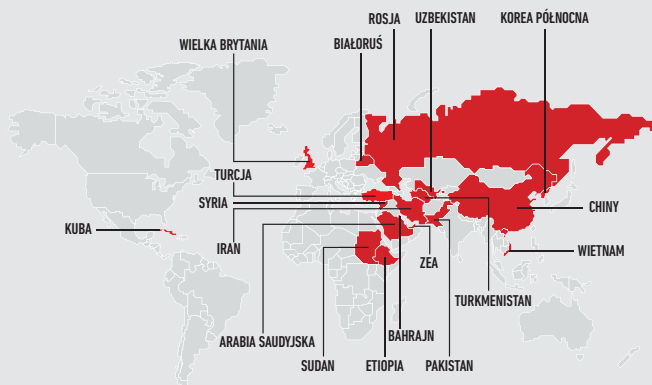 ROSJA
UZBEKISTAN
KOREA PÓŁNOCNA
WIELKA BRYTANIA
BIAŁORUŚ
TURCJA
SYRIA
CHINY
KUBA
IRAN
WIETNAM
ZEA
TURKMENISTAN
BAHRAJN
ARABIA SAUDYJSKA
SUDAN
ETIOPIA
PAKISTAN